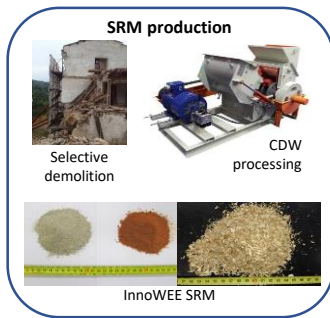 SRM production
Selective
demolition
CDW
processing
InnoWEE SRM